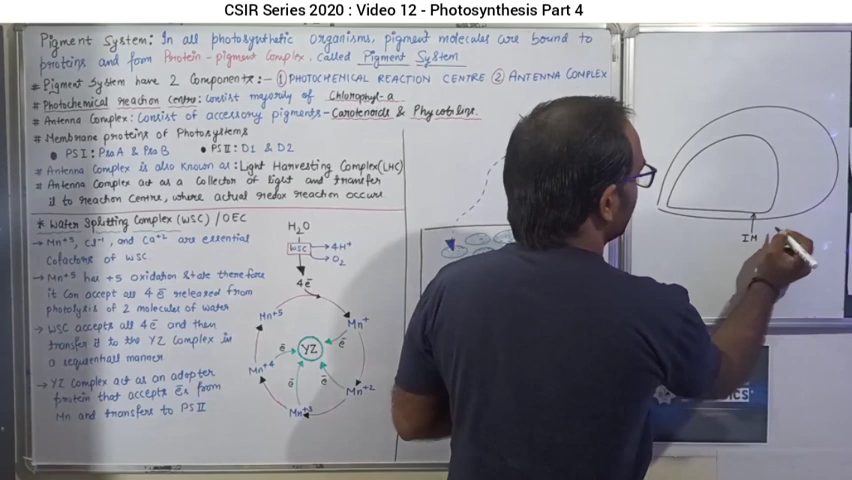 CSIR Series 2020 : Video 12 - Photosynthesis Part 4
Pigment System: In all photosynthetic organisms, pigment molecules are bound to
proteins and form Protein-pigment Complex. called Pigment System
# Pigment System have 2 Components:- ① PHOTOCHEMICAL REACTION CENTRE ② ANTENNA COMPLEX
# Photochemical reaction centre: consist majorly of Chlorophyl-a
# Antenna Complex: Consist of accessory pigments - Carotenoids & Phycobilins.
# Membrane proteins of Photosystems
• PSI: PsaA & PsaB • PSII: D1 & D2
# Antenna Complex is also Known as: Light Harvesting Complex (LHC)
# Antenna Complex act as a Collector of light and transfer
it to reaction Centre, where actual redox reaction occurs.
* Water Splitting Complex (WSC) / OEC
→ Mn+5, Cl-1, and Ca+2 are essential
Cofactors of WSC.
→ Mn+5 has +5 oxidation state therefore
it can accept all 4 ē released from
photolysis of 2 molecules of water
→ WSC accepts all 4ē and then
transfer it to the YZ Complex in
a sequentiall manner
→ YZ Complex act as an adopter
protein that accepts ēs from
Mn and transfers to PSII
H2O
WSC
4H+
O2
4ē
Mn+5
Mn+
Mn+4
YZ
Mn+2
Mn+3
ē
ē
ē
ē
IM